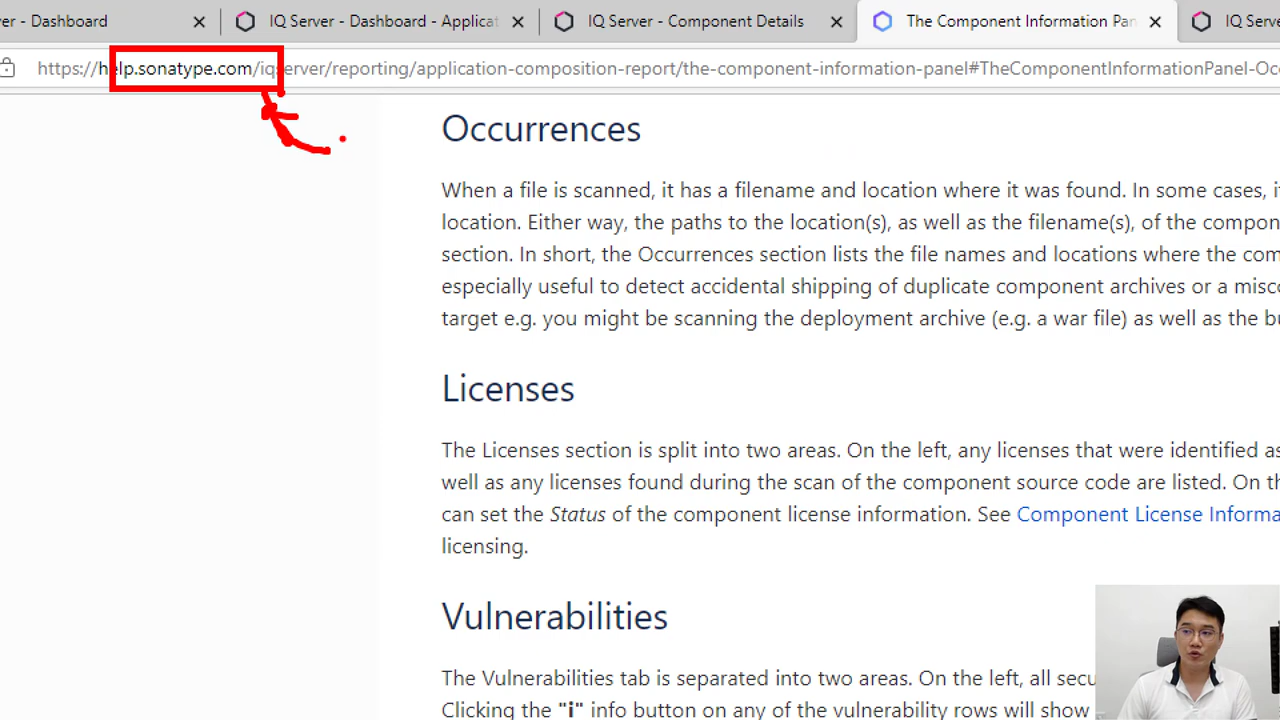 er - Dashboard
IQ Server - Dashboard - Applicat
IQ Server - Component Details
The Component Information Pan
IQ Serve
https://help.sonatype.com/iqserver/reporting/application-composition-report/the-component-information-panel#TheComponentInformationPanel-Occ
Occurrences
When a file is scanned, it has a filename and location where it was found. In some cases, i
location. Either way, the paths to the location(s), as well as the filename(s), of the compon
section. In short, the Occurrences section lists the file names and locations where the com
especially useful to detect accidental shipping of duplicate component archives or a misco
target e.g. you might be scanning the deployment archive (e.g. a war file) as well as the bu
Licenses
The Licenses section is split into two areas. On the left, any licenses that were identified as
well as any licenses found during the scan of the component source code are listed. On th
can set the Status of the component license information. See Component License Informa
licensing.
Vulnerabilities
The Vulnerabilities tab is separated into two areas. On the left, all secu
Clicking the "i" info button on any of the vulnerability rows will show